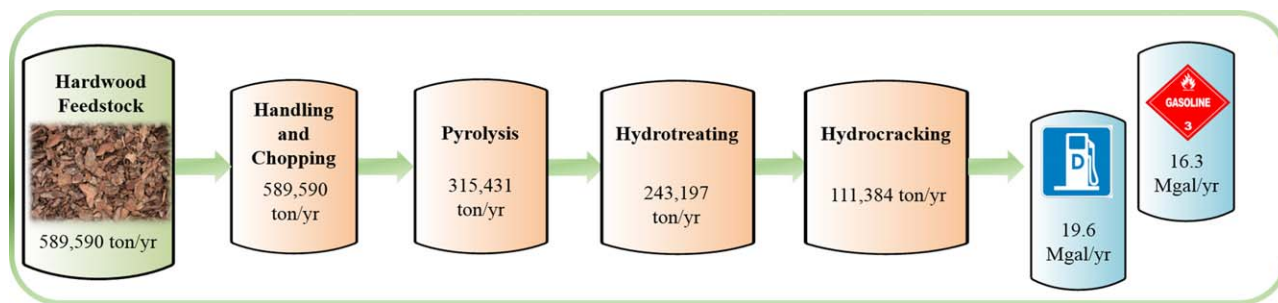 Hardwood
Feedstock
589,590 ton/yr
Handling
and
Chopping
589,590
ton/yr
Pyrolysis
315,431
ton/yr
Hydrotreating
243,197
ton/yr
Hydrocracking
111,384 ton/yr
D
19.6
Mgal/yr
GASOLINE
3
16.3
Mgal/yr